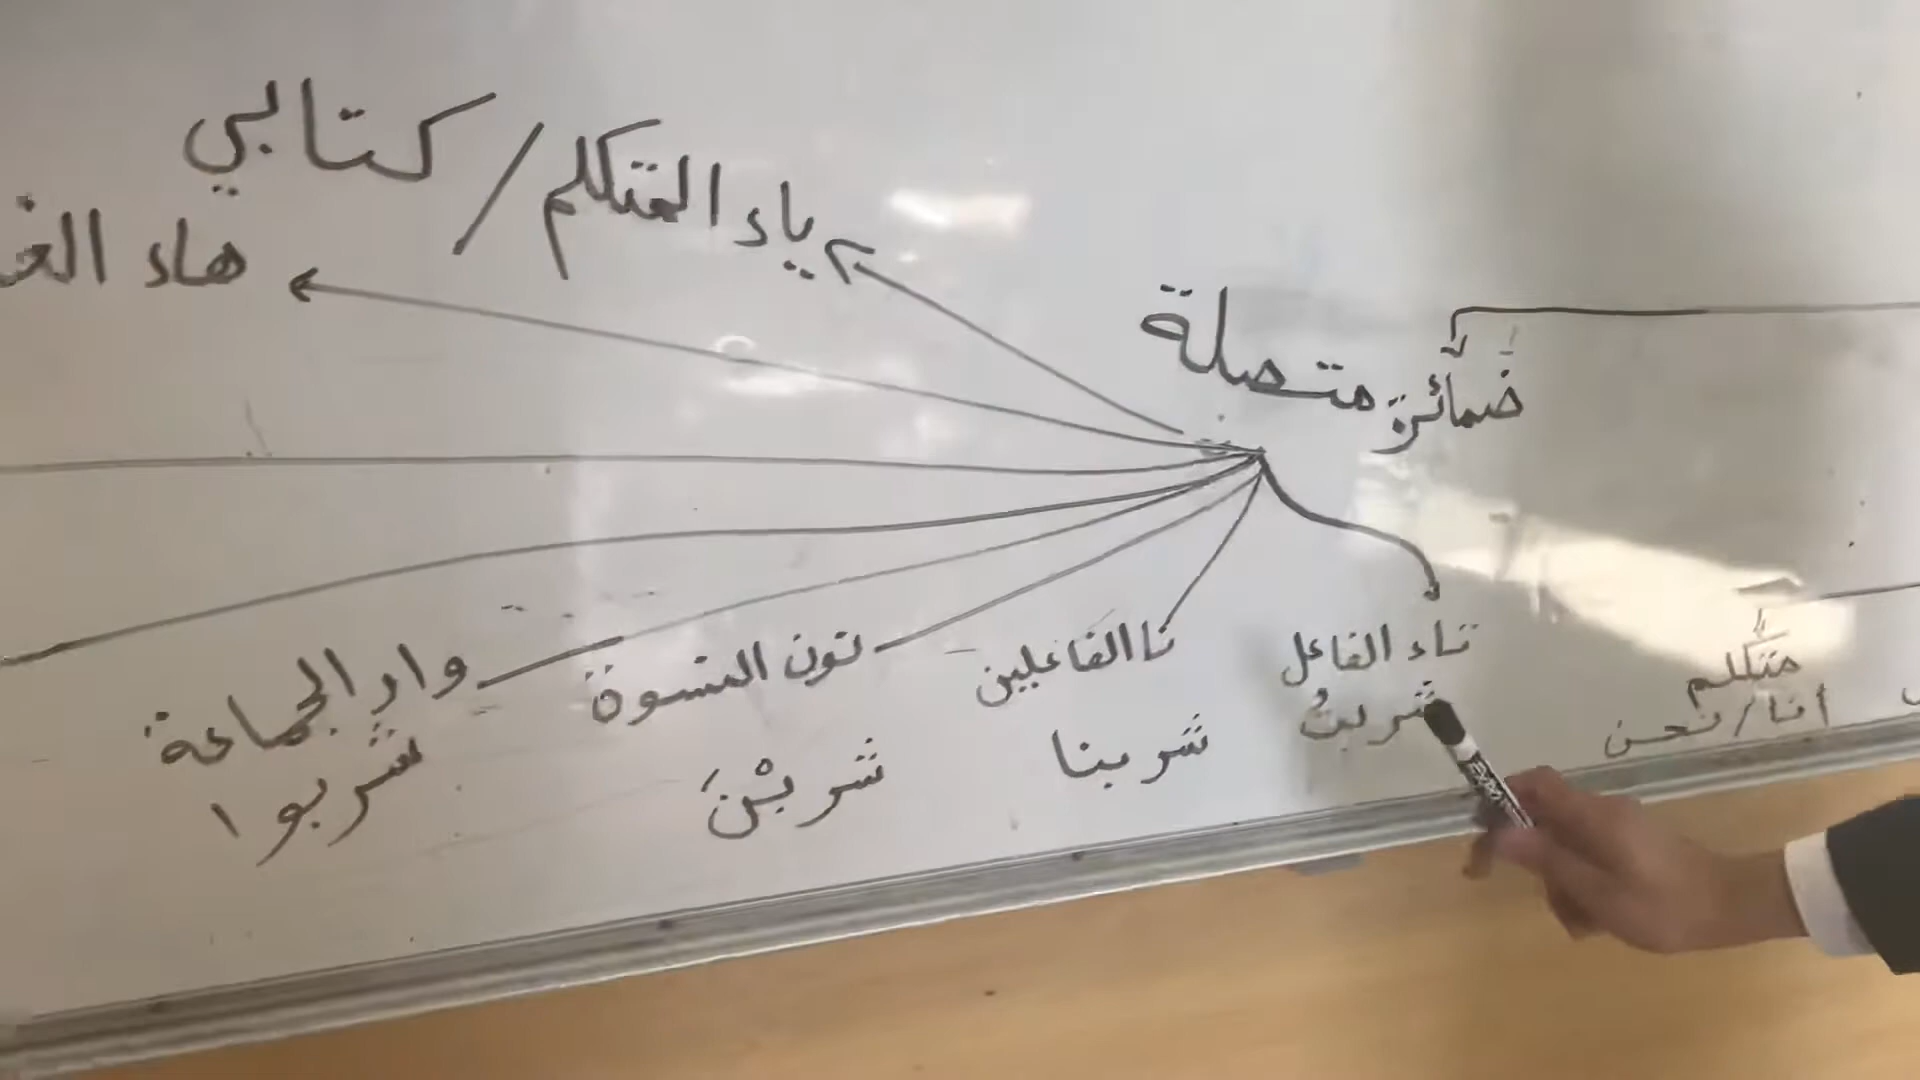 ياء المتكلم / كتابي
هاء
ضمائر متصلة
متكلم
أنا / نحن
تاء الفاعل
شربتُ
نا الفاعلين
شربنا
نون النسوة
شربْنَ
واو الجماعة
شربوا
EXPO